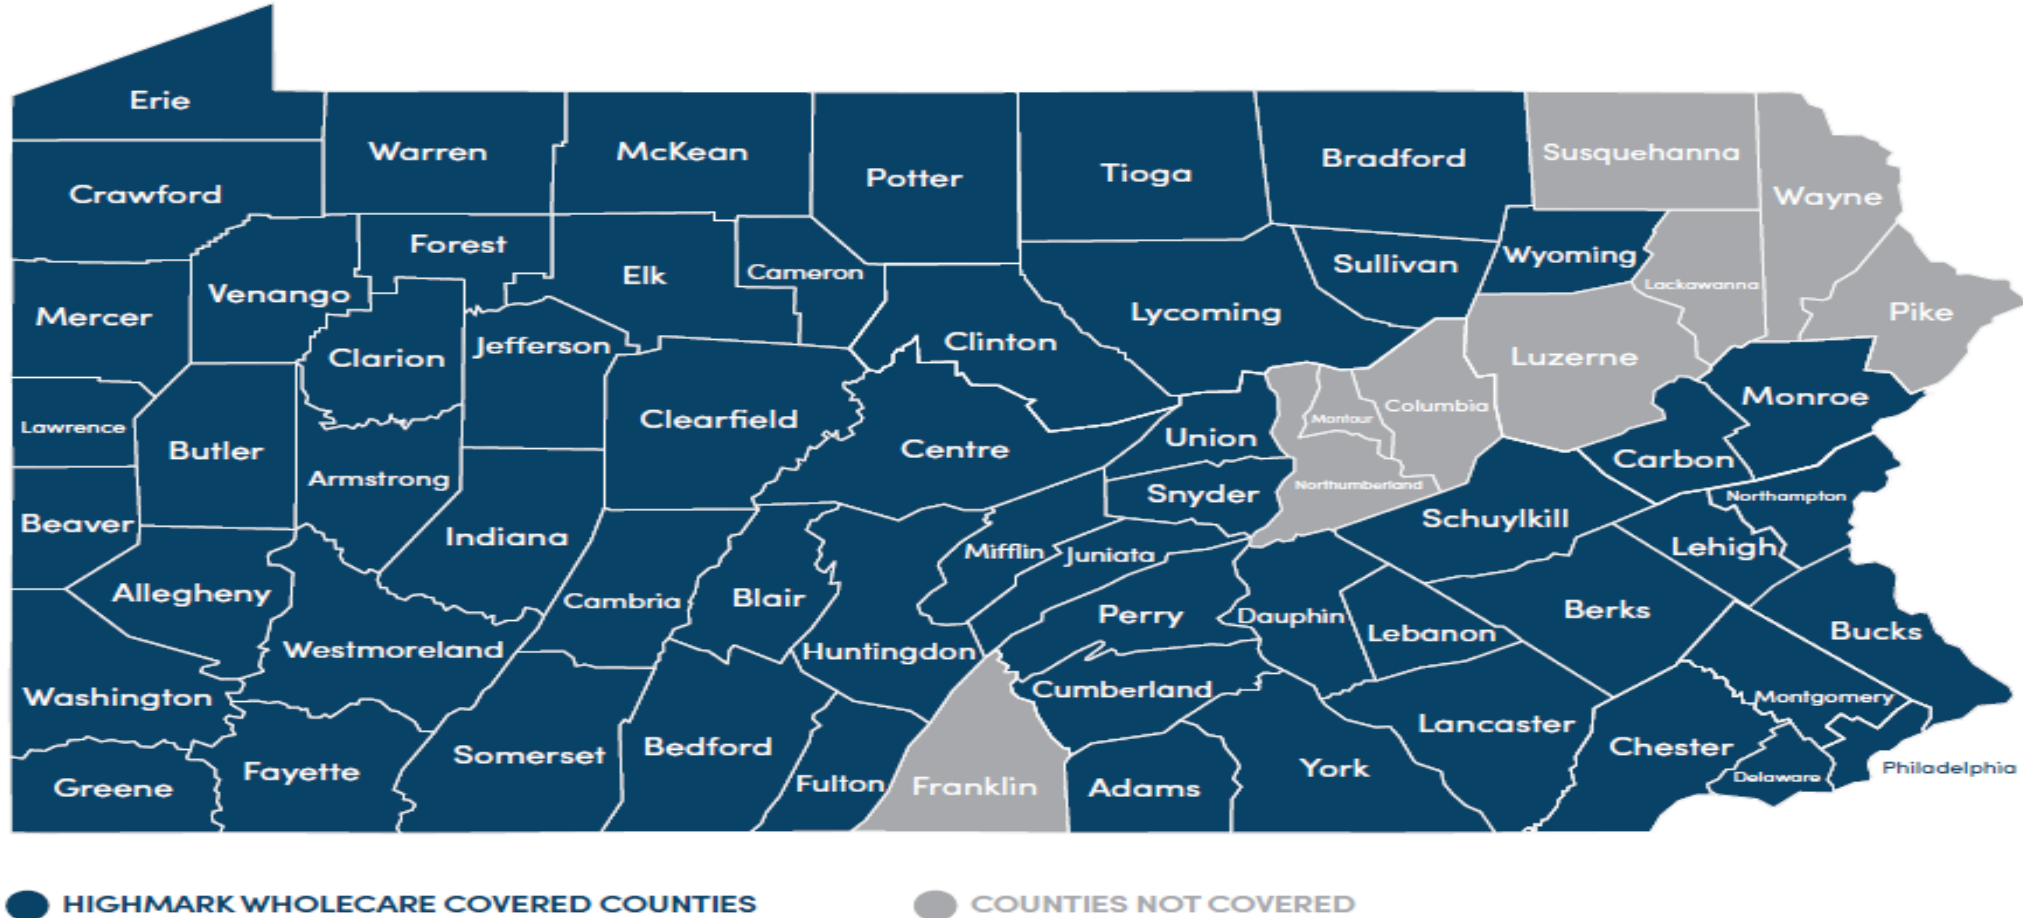 Erie
Warren
McKean
Potter
Tioga
Bradford
Susquehanna
Wayne
Crawford
Forest
Elk
Cameron
Sullivan
Wyoming
Lackawanna
Venango
Mercer
Lycoming
Pike
Clarion
Jefferson
Clinton
Luzerne
Lawrence
Butler
Clearfield
Centre
Union
Montour
Columbia
Monroe
Armstrong
Snyder
Northumberland
Carbon
Northampton
Beaver
Indiana
Mifflin
Juniata
Schuylkill
Lehigh
Allegheny
Cambria
Blair
Perry
Dauphin
Lebanon
Berks
Bucks
Westmoreland
Huntingdon
Washington
Cumberland
Montgomery
Lancaster
Greene
Fayette
Somerset
Bedford
Fulton
Franklin
Adams
York
Chester
Delaware
Philadelphia
HIGHMARK WHOLECARE COVERED COUNTIES
COUNTIES NOT COVERED